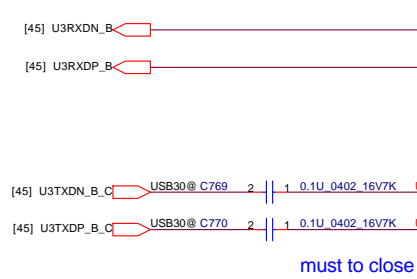 [45] U3RXDN_B
[45] U3RXDP_B
[45] U3TXDN_B_C USB30@ C769 2 1 0.1U_0402_16V7K
[45] U3TXDP_B_C USB30@ C770 2 1 0.1U_0402_16V7K
must to close